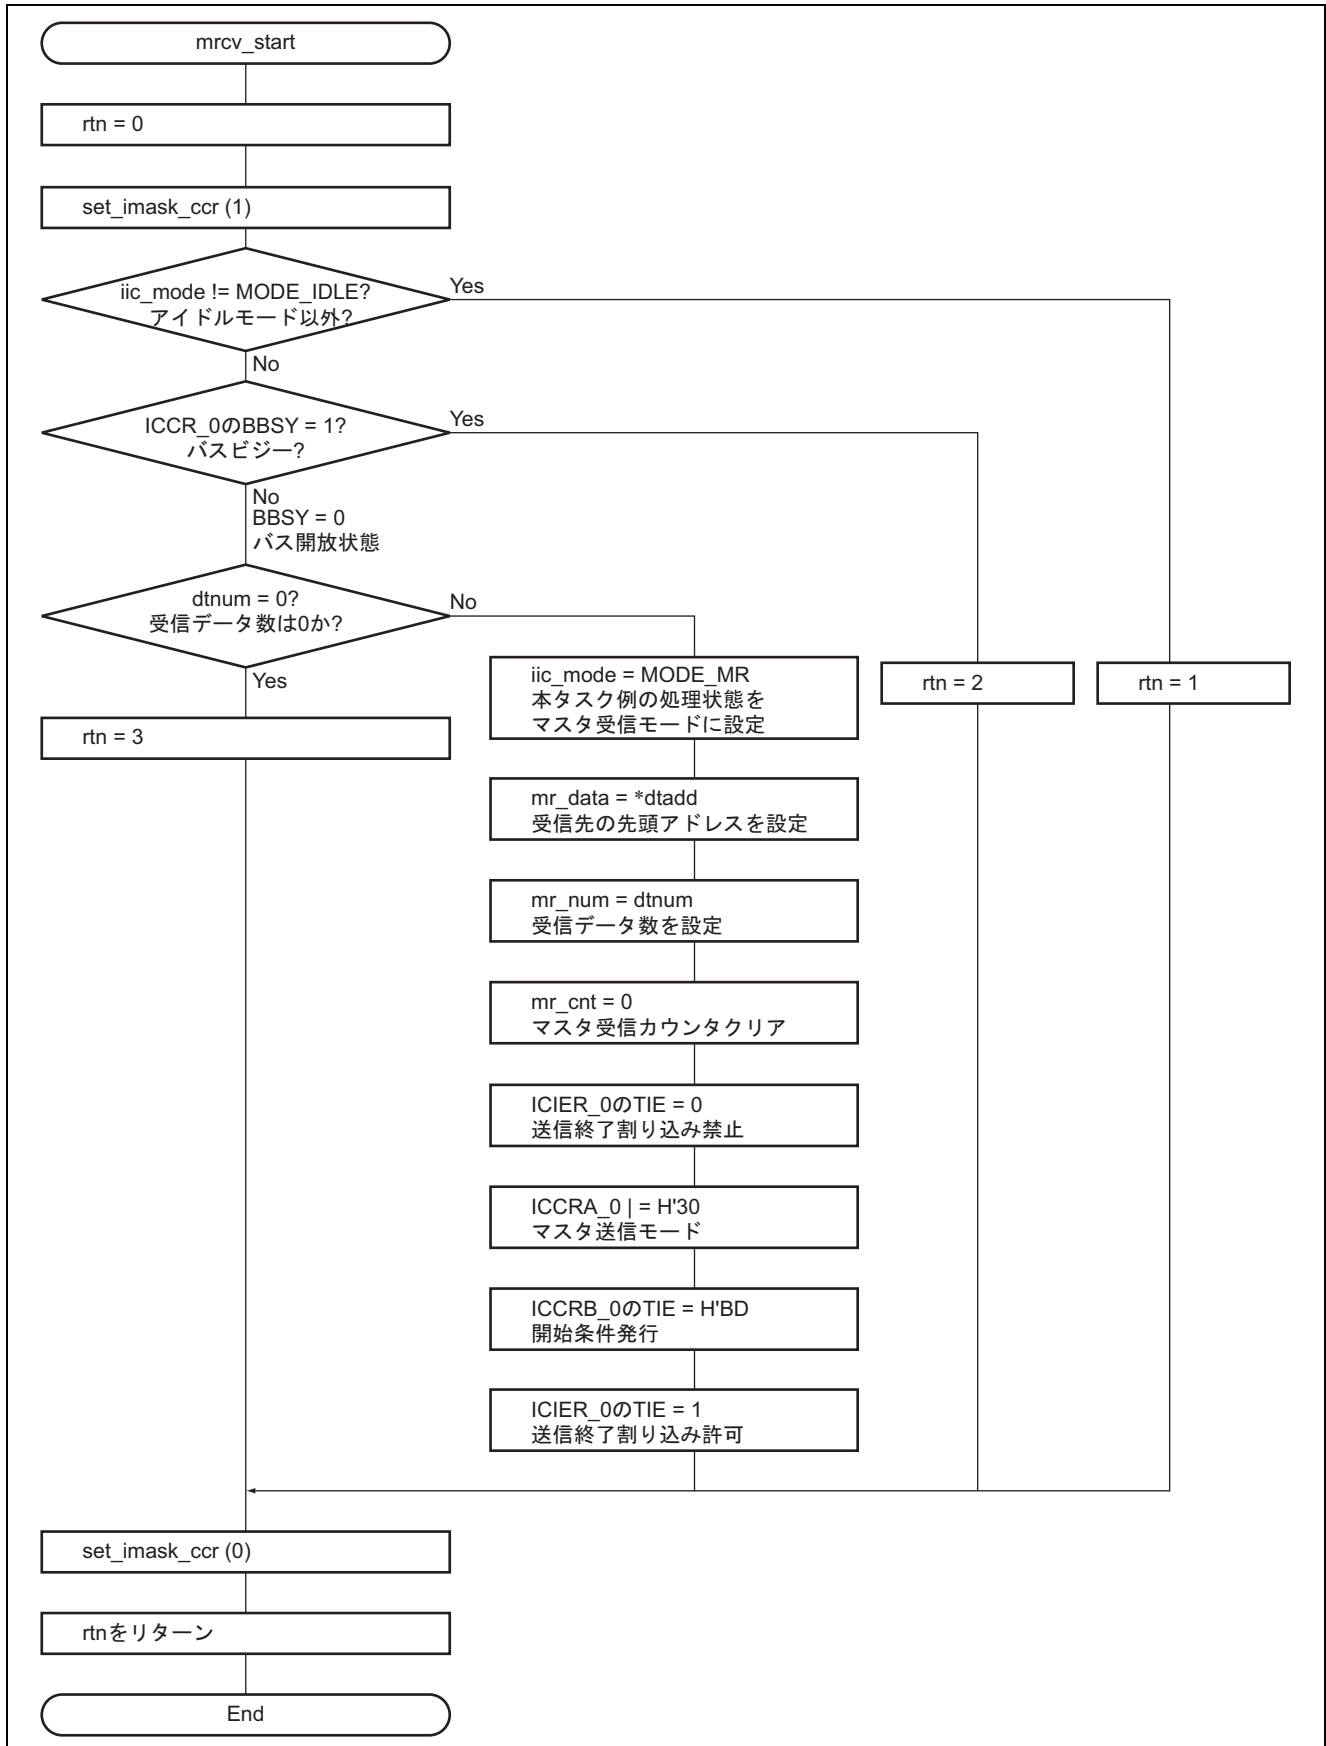 mrcv_start
rtn = 0
set_imask_ccr (1)
iic_mode != MODE_IDLE?
アイドルモード以外?
Yes
No
ICCR_0のBBSY = 1?
バスビジー?
Yes
No
BBSY = 0
バス開放状態
dtnum = 0?
受信データ数は0か?
No
Yes
rtn = 3
iic_mode = MODE_MR
本タスク例の処理状態を
マスタ受信モードに設定
rtn = 2
rtn = 1
mr_data = *dtadd
受信先の先頭アドレスを設定
mr_num = dtnum
受信データ数を設定
mr_cnt = 0
マスタ受信カウンタクリア
ICIER_0のTIE = 0
送信終了割り込み禁止
ICCRA_0 | = H'30
マスタ送信モード
ICCRB_0のTIE = H'BD
開始条件発行
ICIER_0のTIE = 1
送信終了割り込み許可
set_imask_ccr (0)
rtnをリターン
End